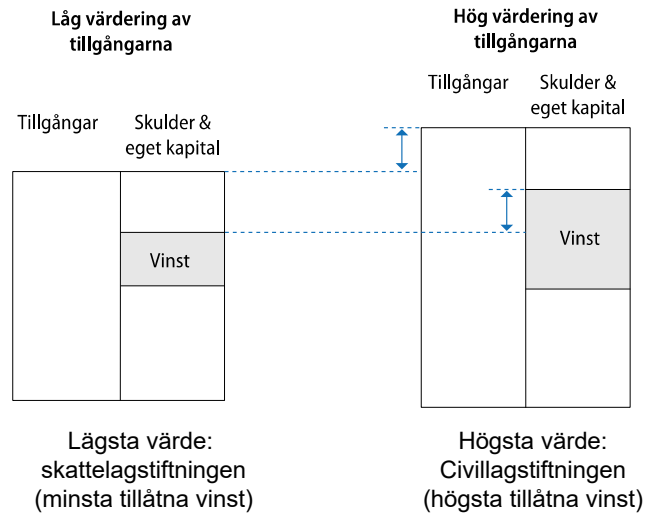 Låg värdering av
tillgångarna
Tillgångar
Skulder &
eget kapital
Vinst
Lägsta värde:
skattelagstiftningen
(minsta tillåtna vinst)
Hög värdering av
tillgångarna
Tillgångar
Skulder &
eget kapital
Vinst
Högsta värde:
Civillagstiftningen
(högsta tillåtna vinst)